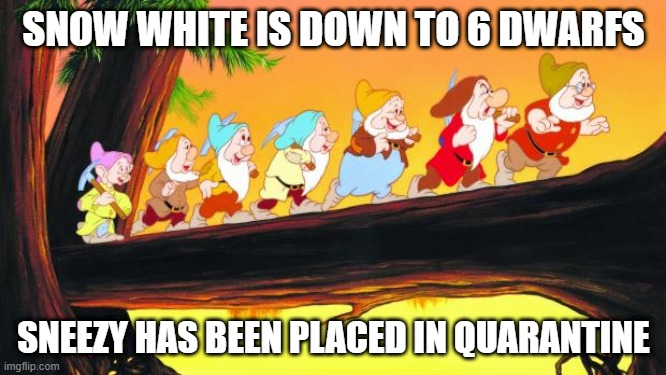 SNOW WHITE IS DOWN TO 6 DWARFS
SNEEZY HAS BEEN PLACED IN QUARANTINE
imgflip.com